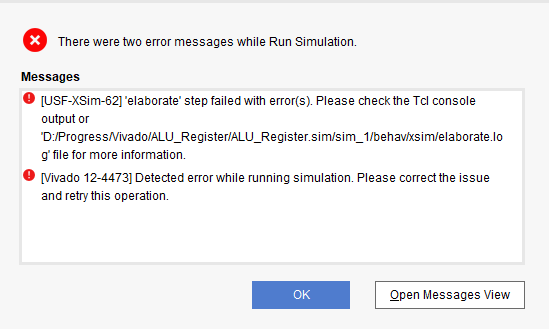 There were two error messages while Run Simulation.
Messages
[USF-XSim-62] 'elaborate' step failed with error(s). Please check the Tcl console
output or
'D:/Progress/Vivado/ALU_Register/ALU_Register.sim/sim_1/behav/xsim/elaborate.lo
g' file for more information.
[Vivado 12-4473] Detected error while running simulation. Please correct the issue
and retry this operation.
OK
Open Messages View